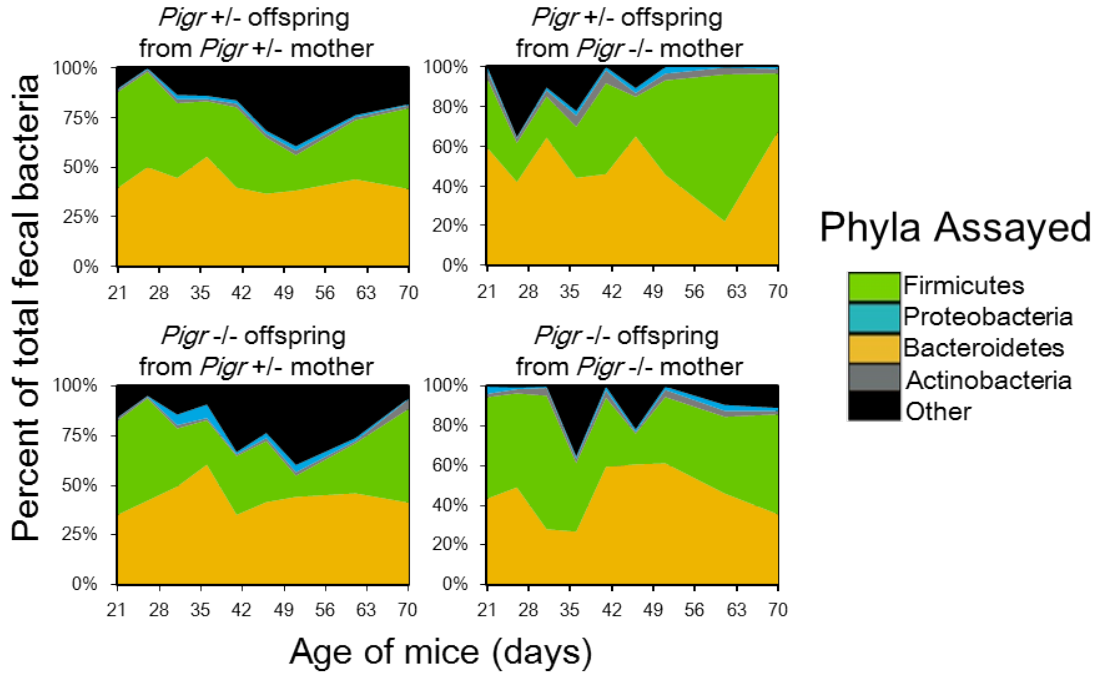 Pigr +/- offspring
from Pigr +/- mother
Pigr +/- offspring
from Pigr -/- mother
Percent of total fecal bacteria
100%
75%
50%
25%
0%
21 28 35 42 49 56 63 70
100%
80%
60%
40%
20%
0%
21 28 35 42 49 56 63 70
Pigr -/- offspring
from Pigr +/- mother
Pigr -/- offspring
from Pigr -/- mother
100%
75%
50%
25%
0%
21 28 35 42 49 56 63 70
100%
80%
60%
40%
20%
0%
21 28 35 42 49 56 63 70
Age of mice (days)
Phyla Assayed
Firmicutes
Proteobacteria
Bacteroidetes
Actinobacteria
Other